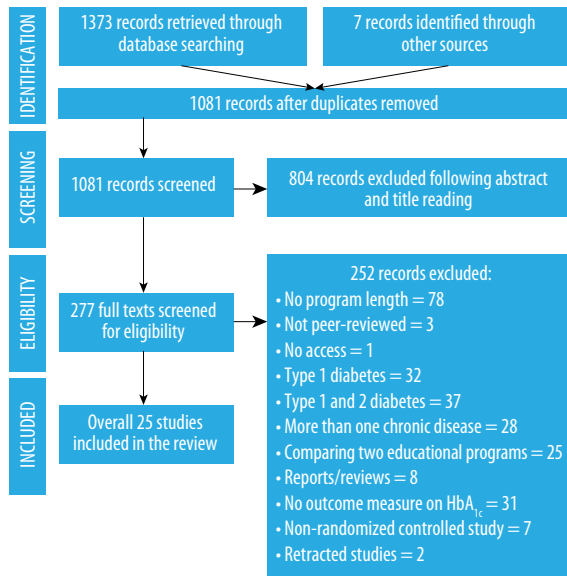 IDENTIFICATION
1373 records retrieved through
database searching
7 records identified through
other sources
1081 records after duplicates removed
SCREENING
1081 records screened
804 records excluded following abstract
and title reading
ELIGIBILITY
277 full texts screened
for eligibility
252 records excluded:
• No program length = 78
• Not peer-reviewed = 3
• No access = 1
• Type 1 diabetes = 32
• Type 1 and 2 diabetes = 37
• More than one chronic disease = 28
• Comparing two educational programs = 25
• Reports/reviews = 8
• No outcome measure on HbA1c = 31
• Non-randomized controlled study = 7
• Retracted studies = 2
INCLUDED
Overall 25 studies
included in the review